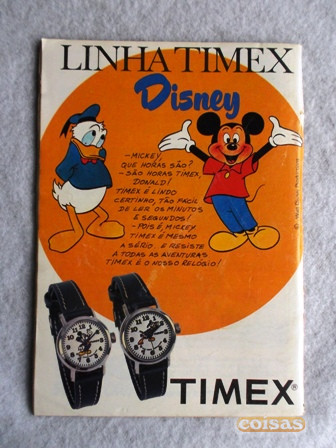 LINHA TIMEX
Disney
—MICKEY,
QUE HORAS SÃO?
—SÃO HORAS TIMEX,
DONALD!
TIMEX É LINDO
CERTINHO, TÃO FACIL
DE LER OS MINUTOS
E SEGUNDOS!
—POIS É, MICKEY
TIMEX É MESMO
A SÉRIO. E RESISTE
A TODAS AS AVENTURAS
TIMEX É O NOSSO RELÓGIO!
TIMEX®
coisas